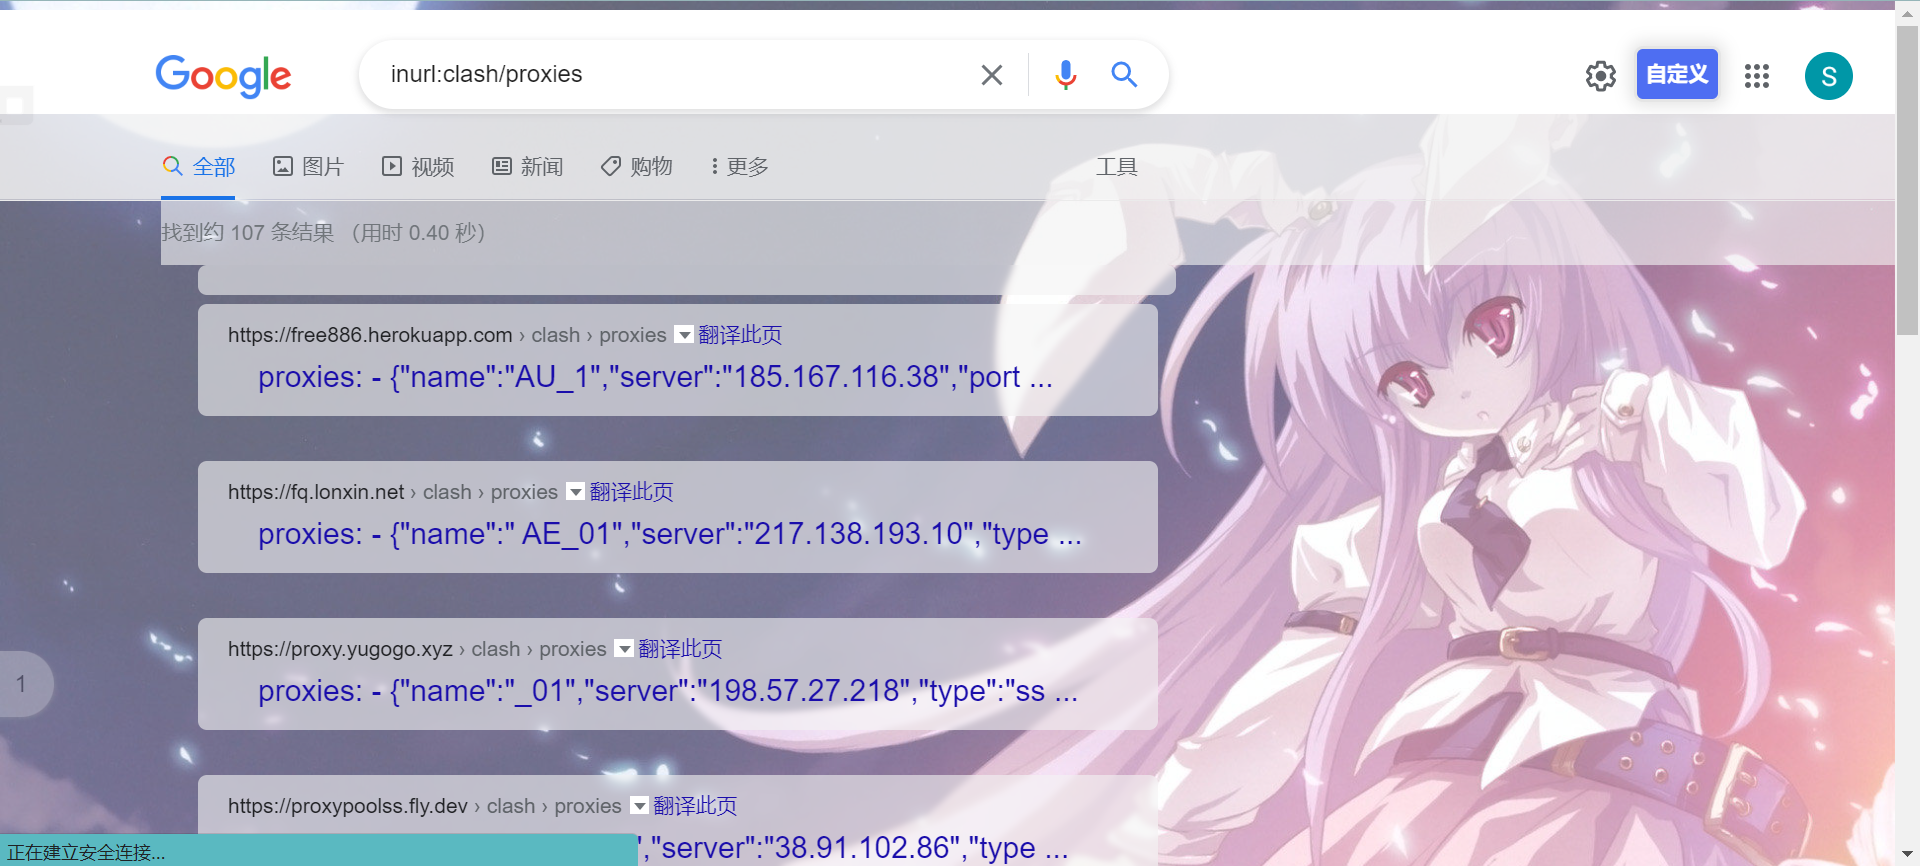 Google
inurl:clash/proxies
自定义
S
全部 图片 视频 新闻 购物 更多 工具
找到约 107 条结果 (用时 0.40 秒)
https://free886.herokuapp.com › clash › proxies 翻译此页
proxies: - {"name":"AU_1","server":"185.167.116.38","port ...
https://fq.lonxin.net › clash › proxies 翻译此页
proxies: - {"name":" AE_01","server":"217.138.193.10","type ...
https://proxy.yugogo.xyz › clash › proxies 翻译此页
proxies: - {"name":"_01","server":"198.57.27.218","type":"ss ...
1
https://proxypoolss.fly.dev › clash › proxies 翻译此页
","server":"38.91.102.86","type ...
正在建立安全连接...